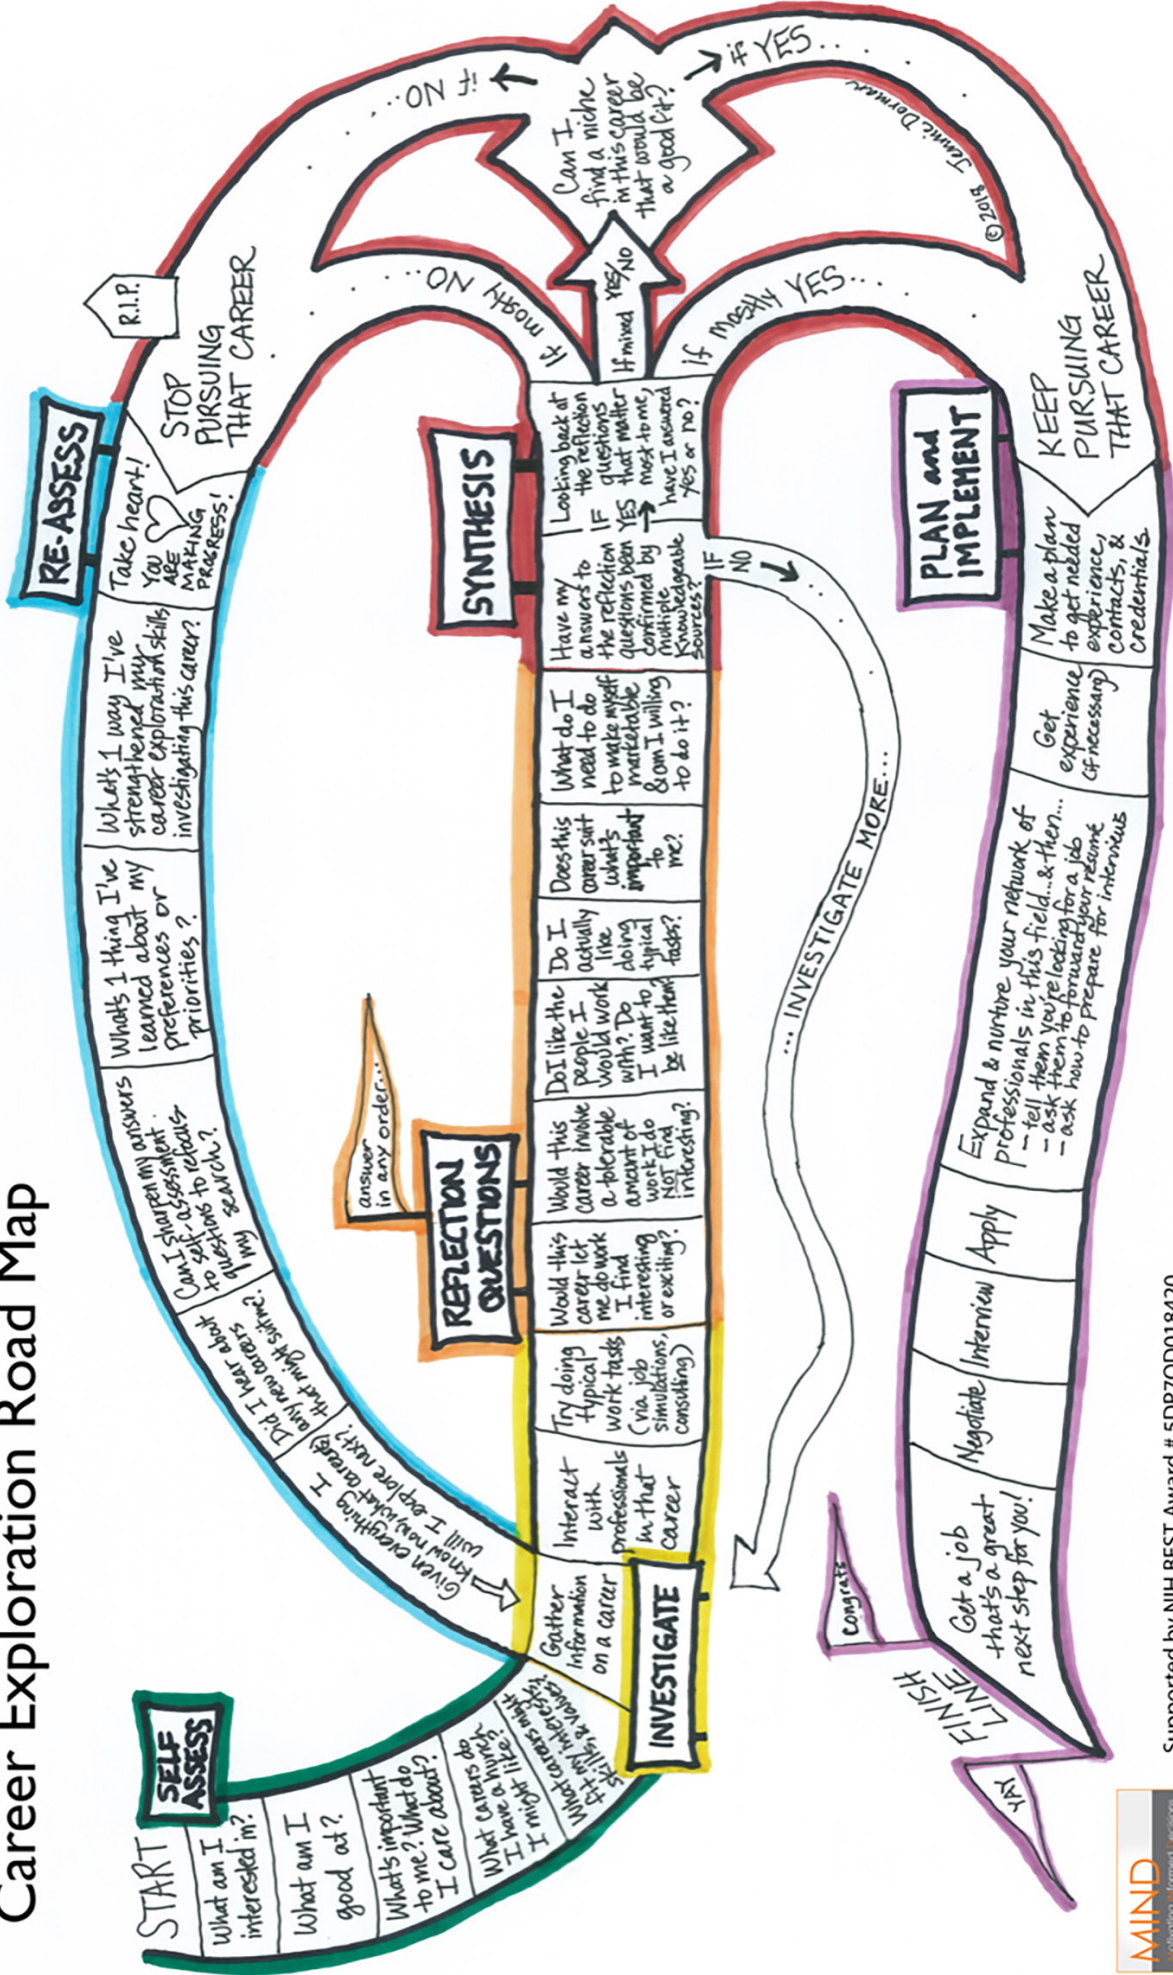 Career Exploration Road Map
START
SELF
ASSESS
What am I
interested in?
What am I
good at?
What's important
to me? What do
I care about?
What careers do
I have a hunch
I might like?
What careers might
fit my interests,
skills, & values?
INVESTIGATE
Gather
information
on a career
Interact
with
professionals
in that
career
Try doing
typical
work tasks
(via job
simulations,
consulting)
REFLECTION
QUESTIONS
answer
in any order...
Would this
career let
me do work
I find
interesting
or exciting?
Would this
career involve
a tolerable
amount of
work I do
NOT find
interesting?
Do I like the
people I
would work
with? Do
I want to
be like them?
Do I
actually
like
doing
typical
tasks?
Does this
career suit
what's
important
to
me?
What do I
need to do
to make myself
marketable
& am I willing
to do it?
SYNTHESIS
Have my
answers to
the reflection
questions been
confirmed by
multiple
knowledgeable
sources?
IF
YES
→
IF
NO
→
... INVESTIGATE MORE...
Looking back at
the reflection
questions
that matter
most to me,
have I answered
yes or no?
If mostly NO...
If mixed YES/NO
if mostly YES...
Can I
find a niche
in this career
that would be
a good fit?
if NO...
if YES...
© 2018 Jennie Dorman
R.I.P.
STOP
PURSUING
THAT CAREER
RE-ASSESS
Take heart!
YOU
ARE
MAKING
PROGRESS!
What's 1 way I've
strengthened my
career exploration skills
investigating this career?
What's 1 thing I've
learned about my
preferences or
priorities?
Can I sharpen my answers
to self-assessment
questions to refocus
my search?
Did I hear about
any new careers
that might suit me?
Given everything I
know now, what career(s)
will I explore next?
KEEP
PURSUING
THAT CAREER
PLAN and
IMPLEMENT
Make a plan
to get needed
experience,
contacts, &
credentials.
Get
experience
(if necessary)
Expand & nurture your network of
professionals in this field...& then...
- tell them you're looking for a job
- ask them to forward your resume
- ask how to prepare for interviews
Apply
Interview
Negotiate
Get a job
that's a great
next step for you!
congrats
FINISH
LINE
YAY
MIND
Supported by NIH BEST Award # 5DP7OD018420